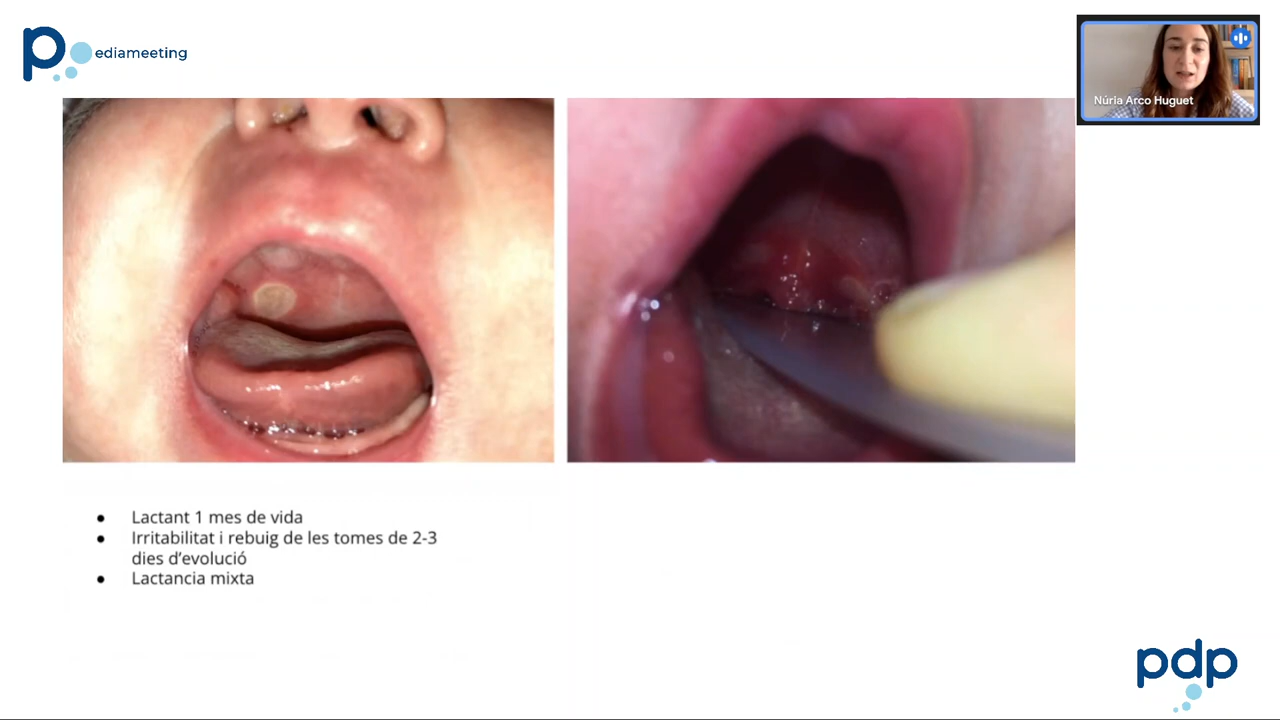 pediameeting
Núria Arco Huguet
● Lactant 1 mes de vida
● Irritabilitat i rebuig de les tomes de 2-3
dies d'evolució
● Lactancia mixta
pdp